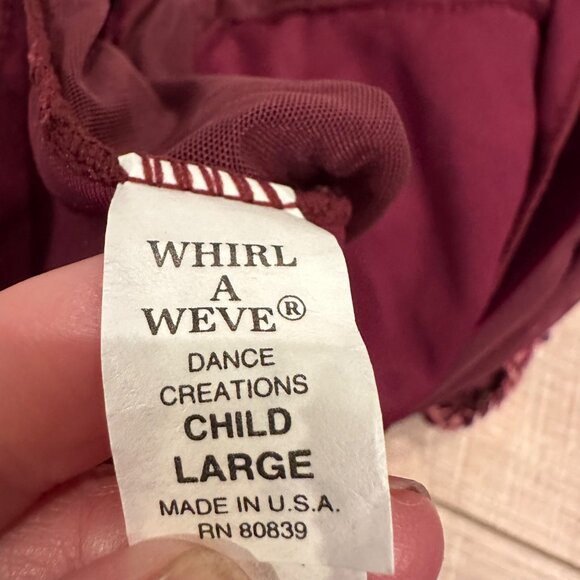 WHIRL
A
WEVE®
DANCE
CREATIONS
CHILD
LARGE
MADE IN U.S.A.
RN 80839